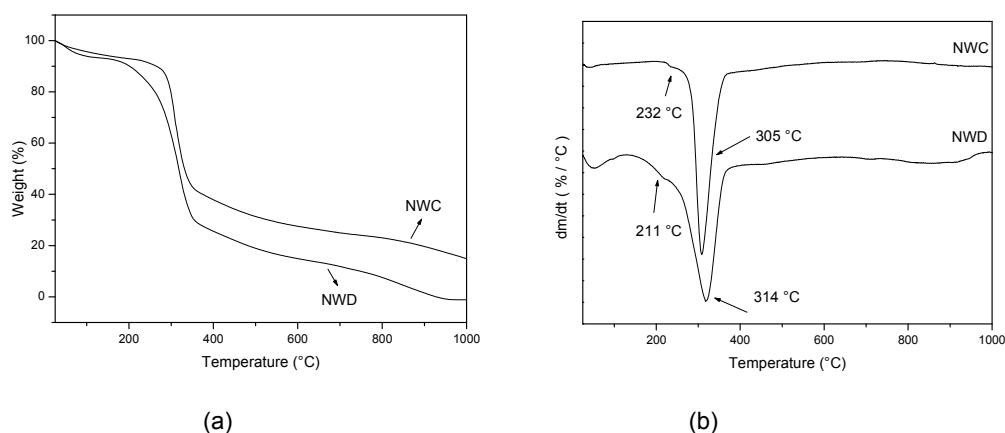 100
80
60
40
20
0
Weight (%)
NWC
NWD
200
400
600
800
1000
Temperature (°C)
(a)
NWC
232 °C
305 °C
NWD
211 °C
314 °C
dm/dt ( % / °C )
200
400
600
800
1000
Temperature (°C)
(b)